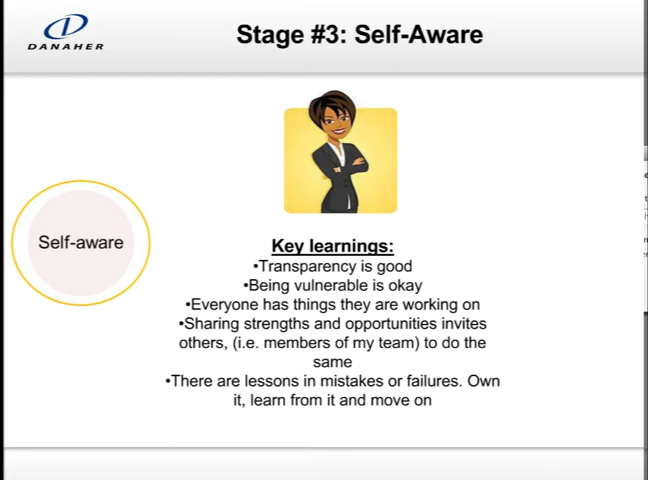 DANAHER
Stage #3: Self-Aware
Self-aware
Key learnings:
•Transparency is good
•Being vulnerable is okay
•Everyone has things they are working on
•Sharing strengths and opportunities invites
others, (i.e. members of my team) to do the
same
•There are lessons in mistakes or failures. Own
it, learn from it and move on